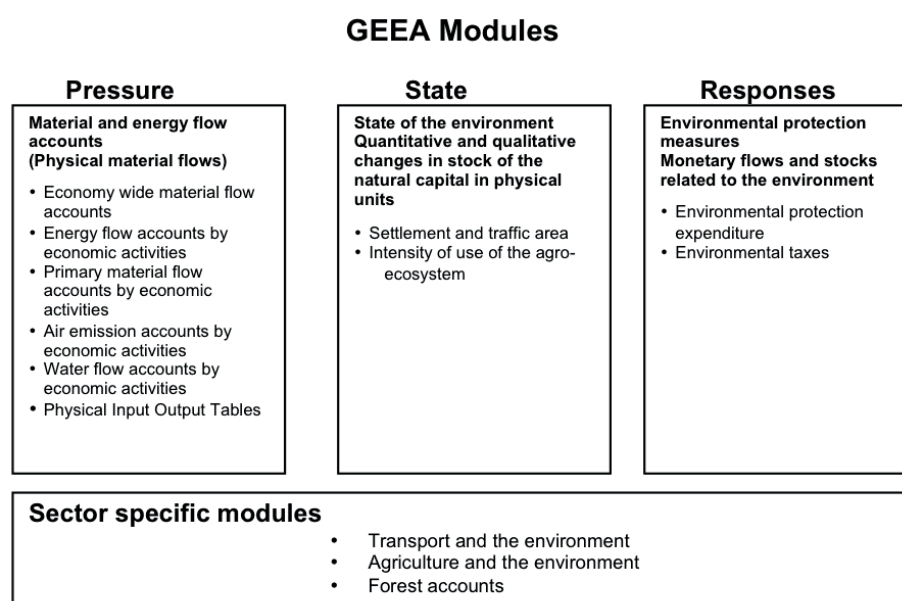 GEEA Modules
Pressure
Material and energy flow
accounts
(Physical material flows)
• Economy wide material flow
accounts
• Energy flow accounts by
economic activities
• Primary material flow
accounts by economic
activities
• Air emission accounts by
economic activities
• Water flow accounts by
economic activities
• Physical Input Output Tables
State
State of the environment
Quantitative and qualitative
changes in stock of the
natural capital in physical
units
• Settlement and traffic area
• Intensity of use of the agro-
ecosystem
Responses
Environmental protection
measures
Monetary flows and stocks
related to the environment
• Environmental protection
expenditure
• Environmental taxes
Sector specific modules
• Transport and the environment
• Agriculture and the environment
• Forest accounts